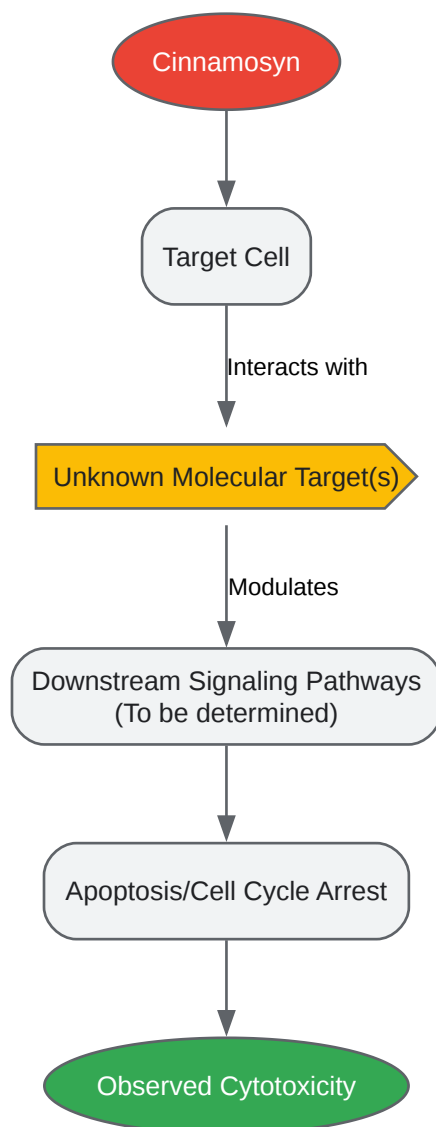 Cinnamosyn
Target Cell
Interacts with
Unknown Molecular Target(s)
Modulates
Downstream Signaling Pathways
(To be determined)
Apoptosis/Cell Cycle Arrest
Observed Cytotoxicity